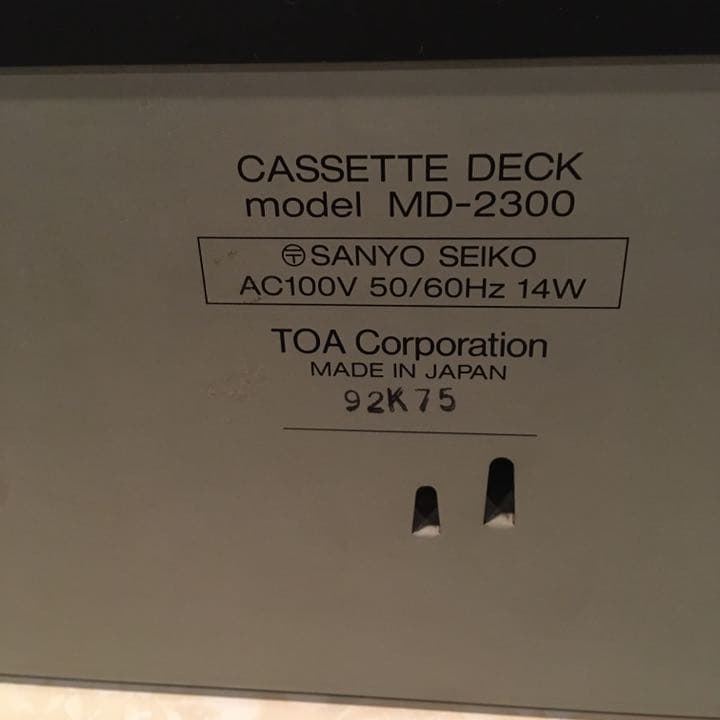 CASSETTE DECK
model MD-2300
〶SANYO SEIKO
AC100V 50/60Hz 14W
TOA Corporation
MADE IN JAPAN
92K75